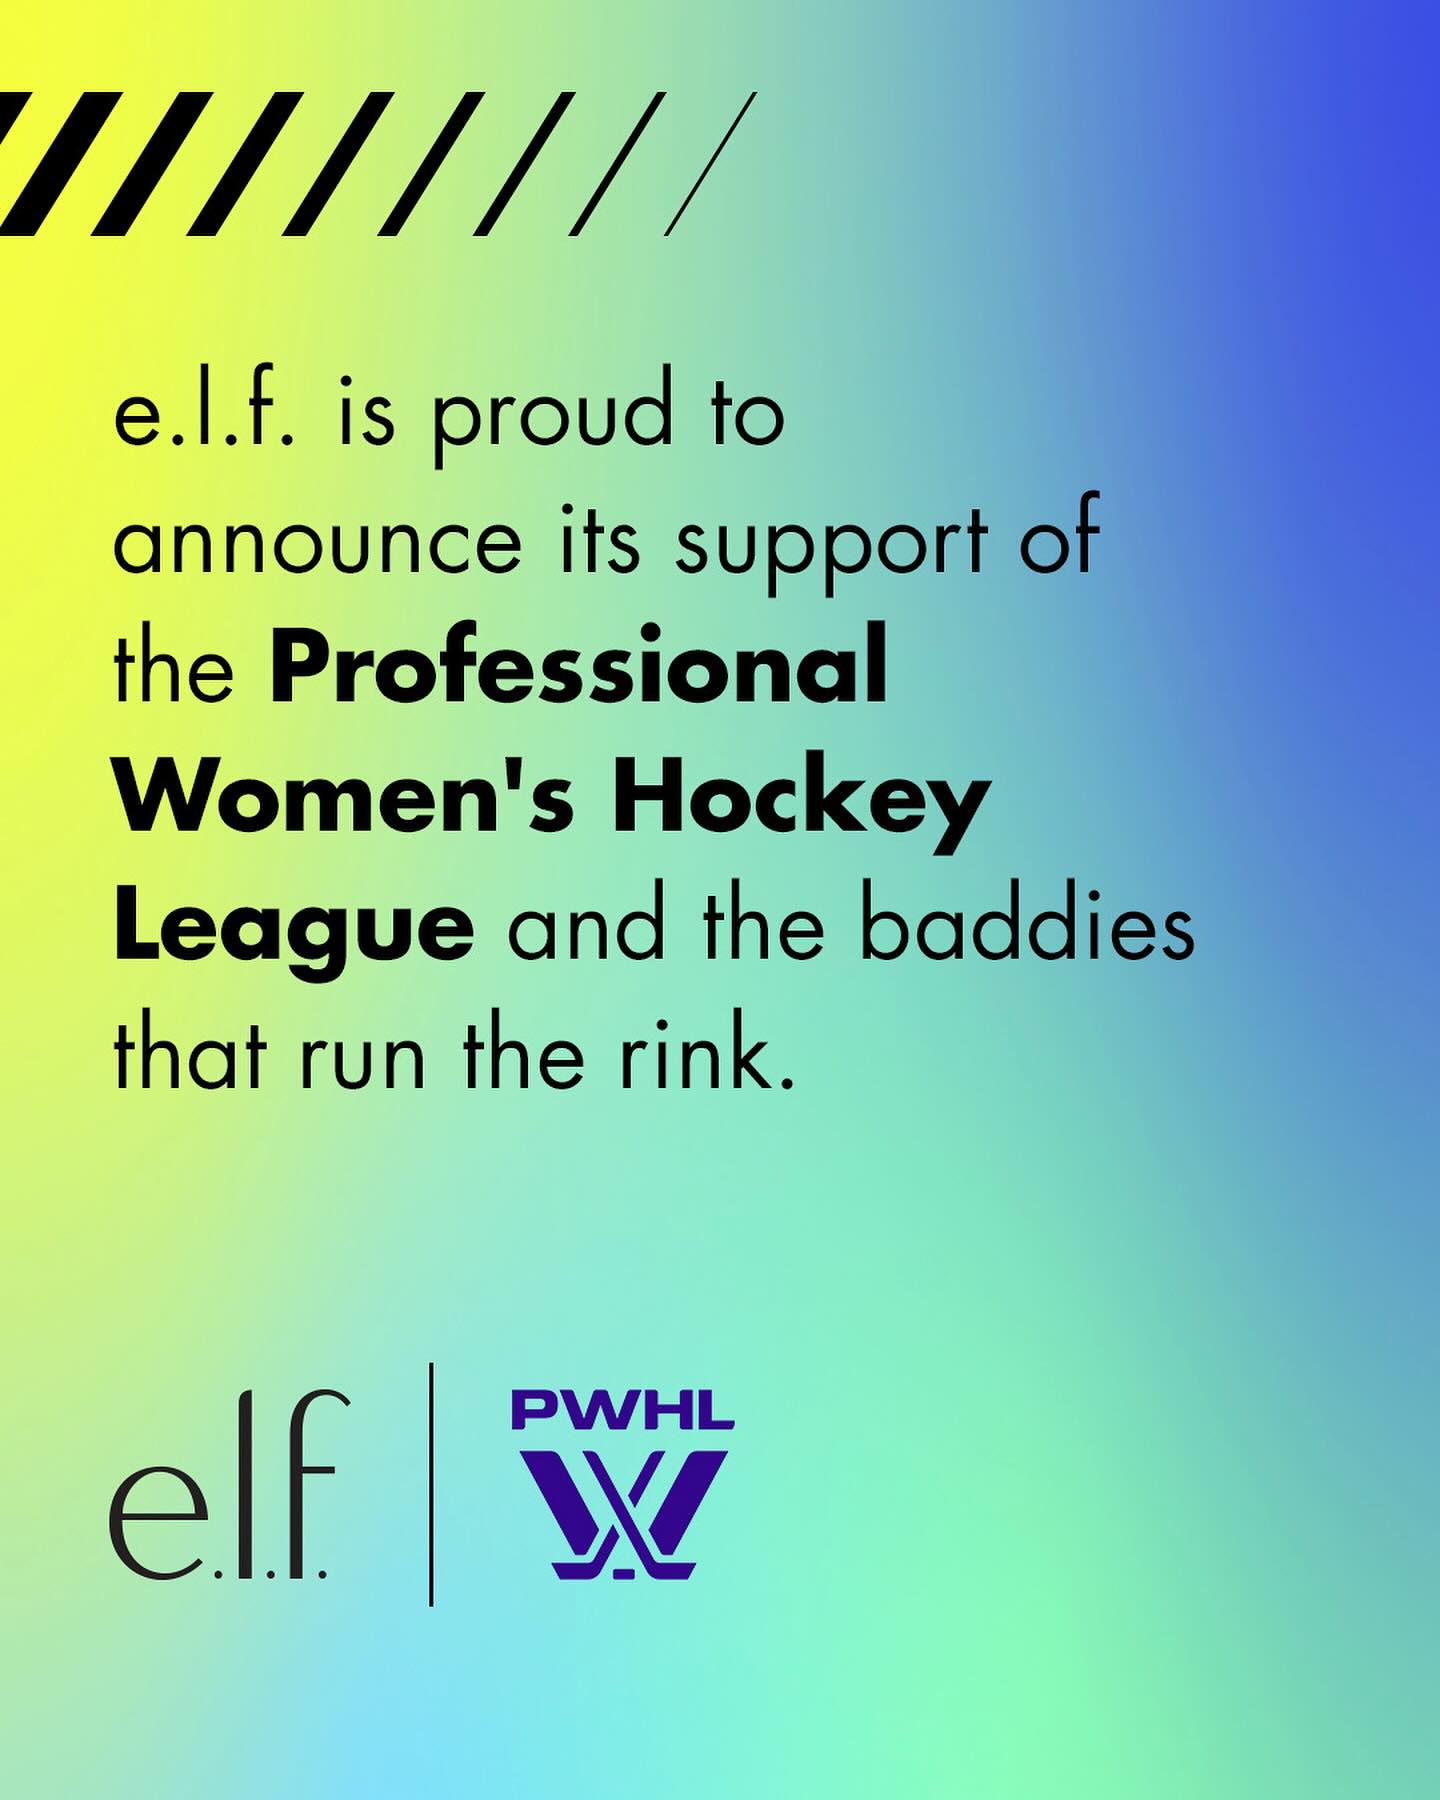 e.l.f. is proud to
announce its support of
the Professional
Women's Hockey
League and the baddies
that run the rink.
e.l.f.
PWHL